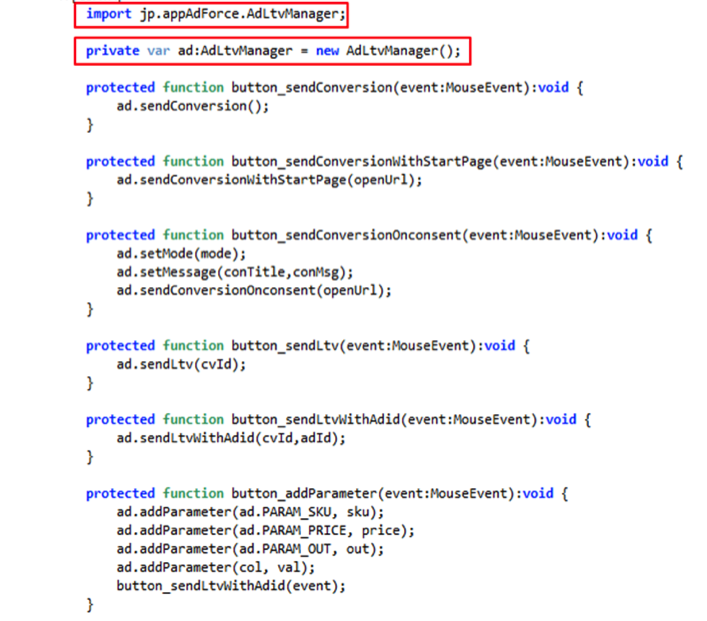 import jp.appAdForce.AdLtvManager;
private var ad:AdLtvManager = new AdLtvManager();
protected function button_sendConversion(event:MouseEvent):void {
ad.sendConversion();
}
protected function button_sendConversionWithStartPage(event:MouseEvent):void {
ad.sendConversionWithStartPage(openUrl);
}
protected function button_sendConversionOnconsent(event:MouseEvent):void {
ad.setMode(mode);
ad.setMessage(conTitle,conMsg);
ad.sendConversionOnconsent(openUrl);
}
protected function button_sendLtv(event:MouseEvent):void {
ad.sendLtv(cvId);
}
protected function button_sendLtvWithAdid(event:MouseEvent):void {
ad.sendLtvWithAdid(cvId,adId);
}
protected function button_addParameter(event:MouseEvent):void {
ad.addParameter(ad.PARAM_SKU, sku);
ad.addParameter(ad.PARAM_PRICE, price);
ad.addParameter(ad.PARAM_OUT, out);
ad.addParameter(col, val);
button_sendLtvWithAdid(event);
}